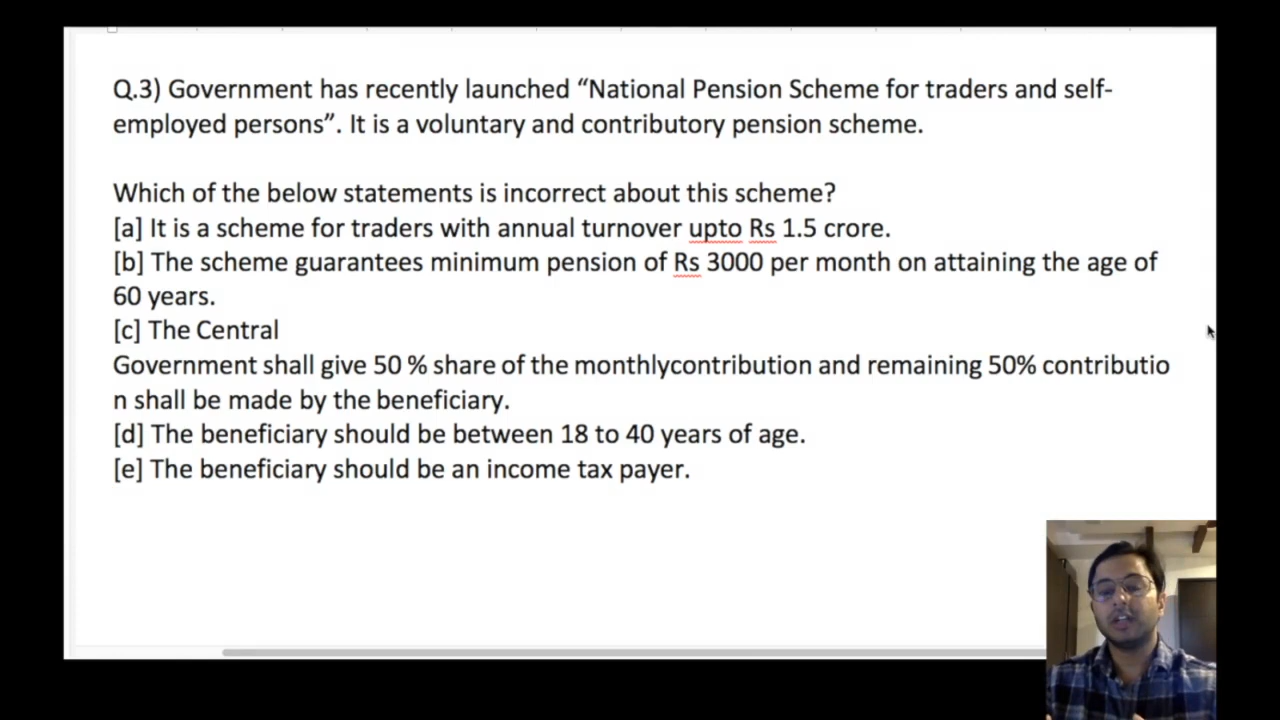 Q.3) Government has recently launched “National Pension Scheme for traders and self-
employed persons”. It is a voluntary and contributory pension scheme.
Which of the below statements is incorrect about this scheme?
[a] It is a scheme for traders with annual turnover upto Rs 1.5 crore.
[b] The scheme guarantees minimum pension of Rs 3000 per month on attaining the age of
60 years.
[c] The Central
Government shall give 50 % share of the monthlycontribution and remaining 50% contributio
n shall be made by the beneficiary.
[d] The beneficiary should be between 18 to 40 years of age.
[e] The beneficiary should be an income tax payer.